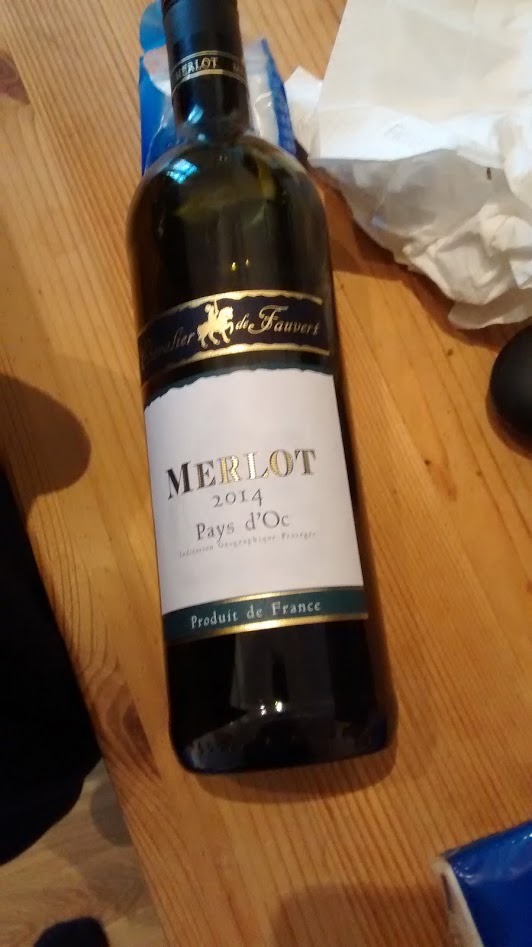 MERLOT
Chevalier de Fauvert
MERLOT
2014
Pays d'Oc
Indication Géographique Protégée
Produit de France